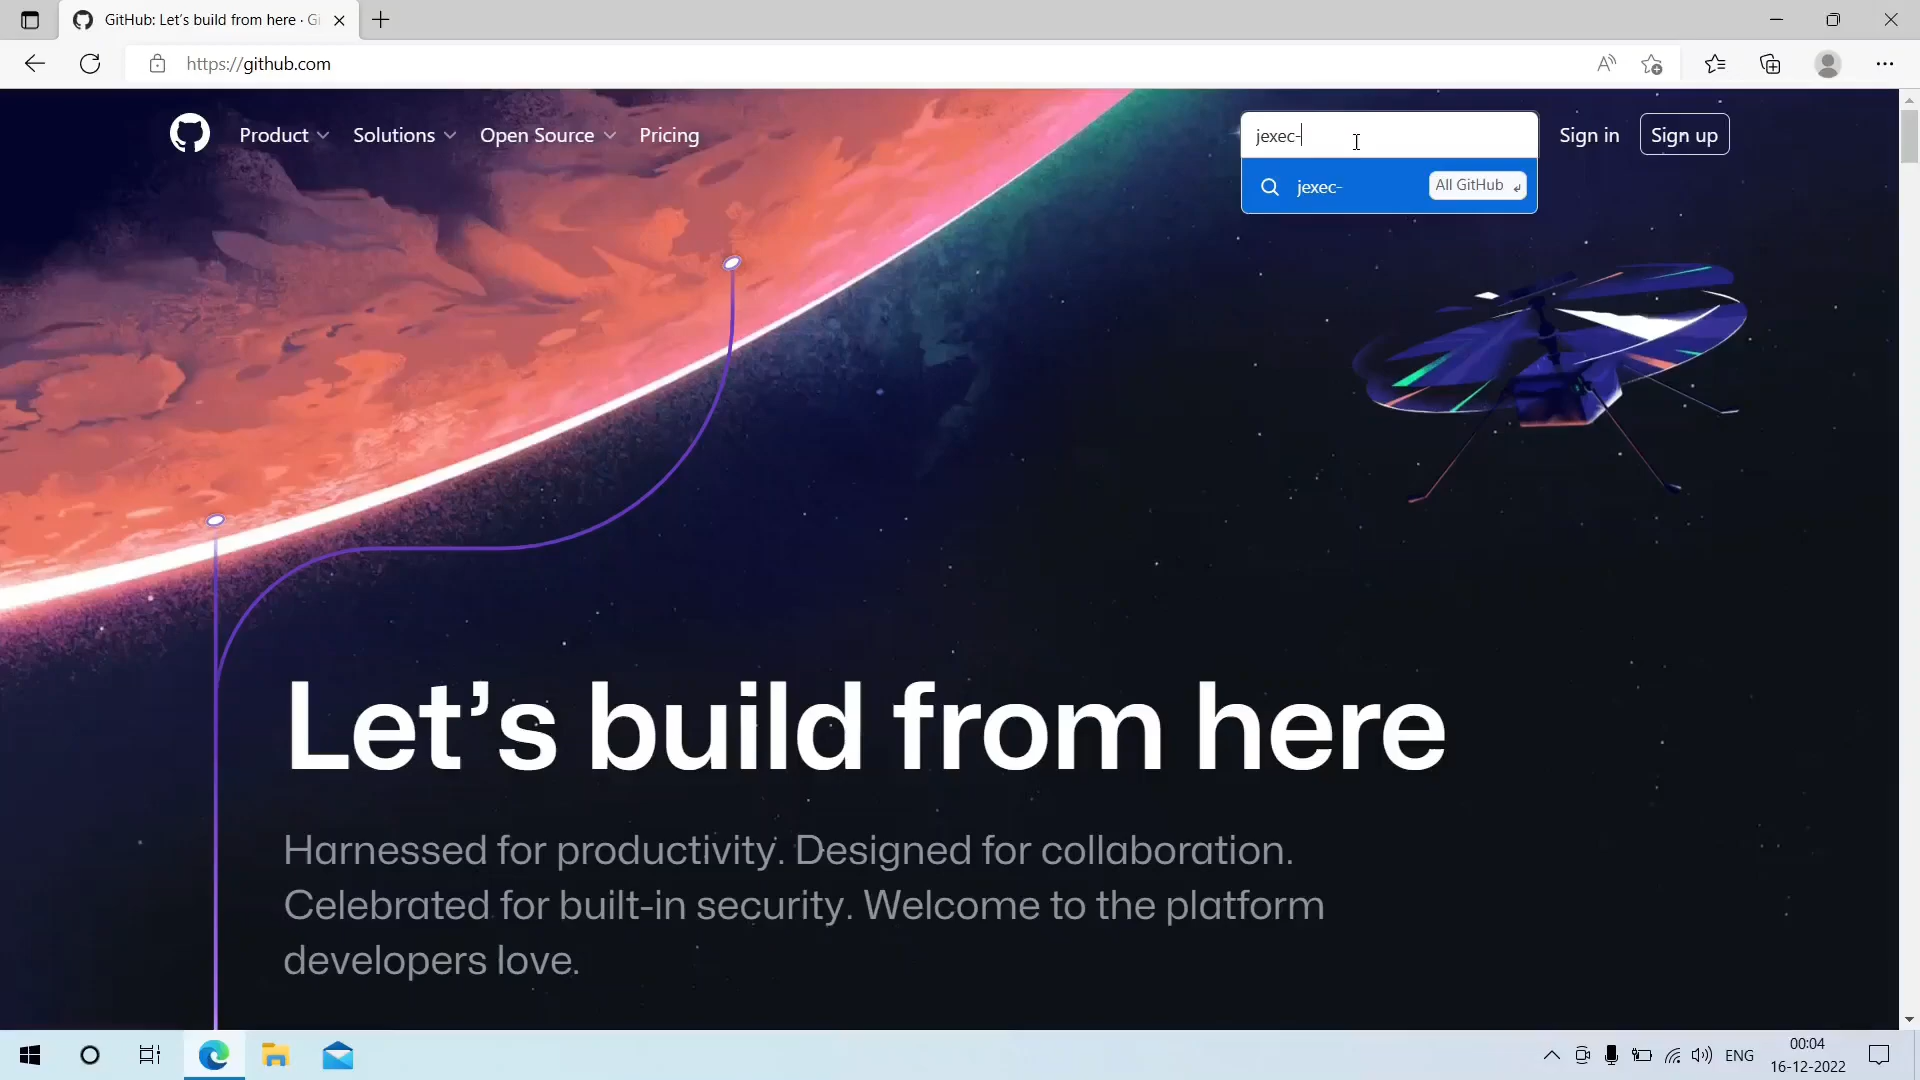 GitHub: Let's build from here · Gi
https://github.com
Product
Solutions
Open Source
Pricing
jexec-
Sign in
Sign up
jexec-
All GitHub
Let's build from here
Harnessed for productivity. Designed for collaboration.
Celebrated for built-in security. Welcome to the platform
developers love.
ENG
00:04
16-12-2022